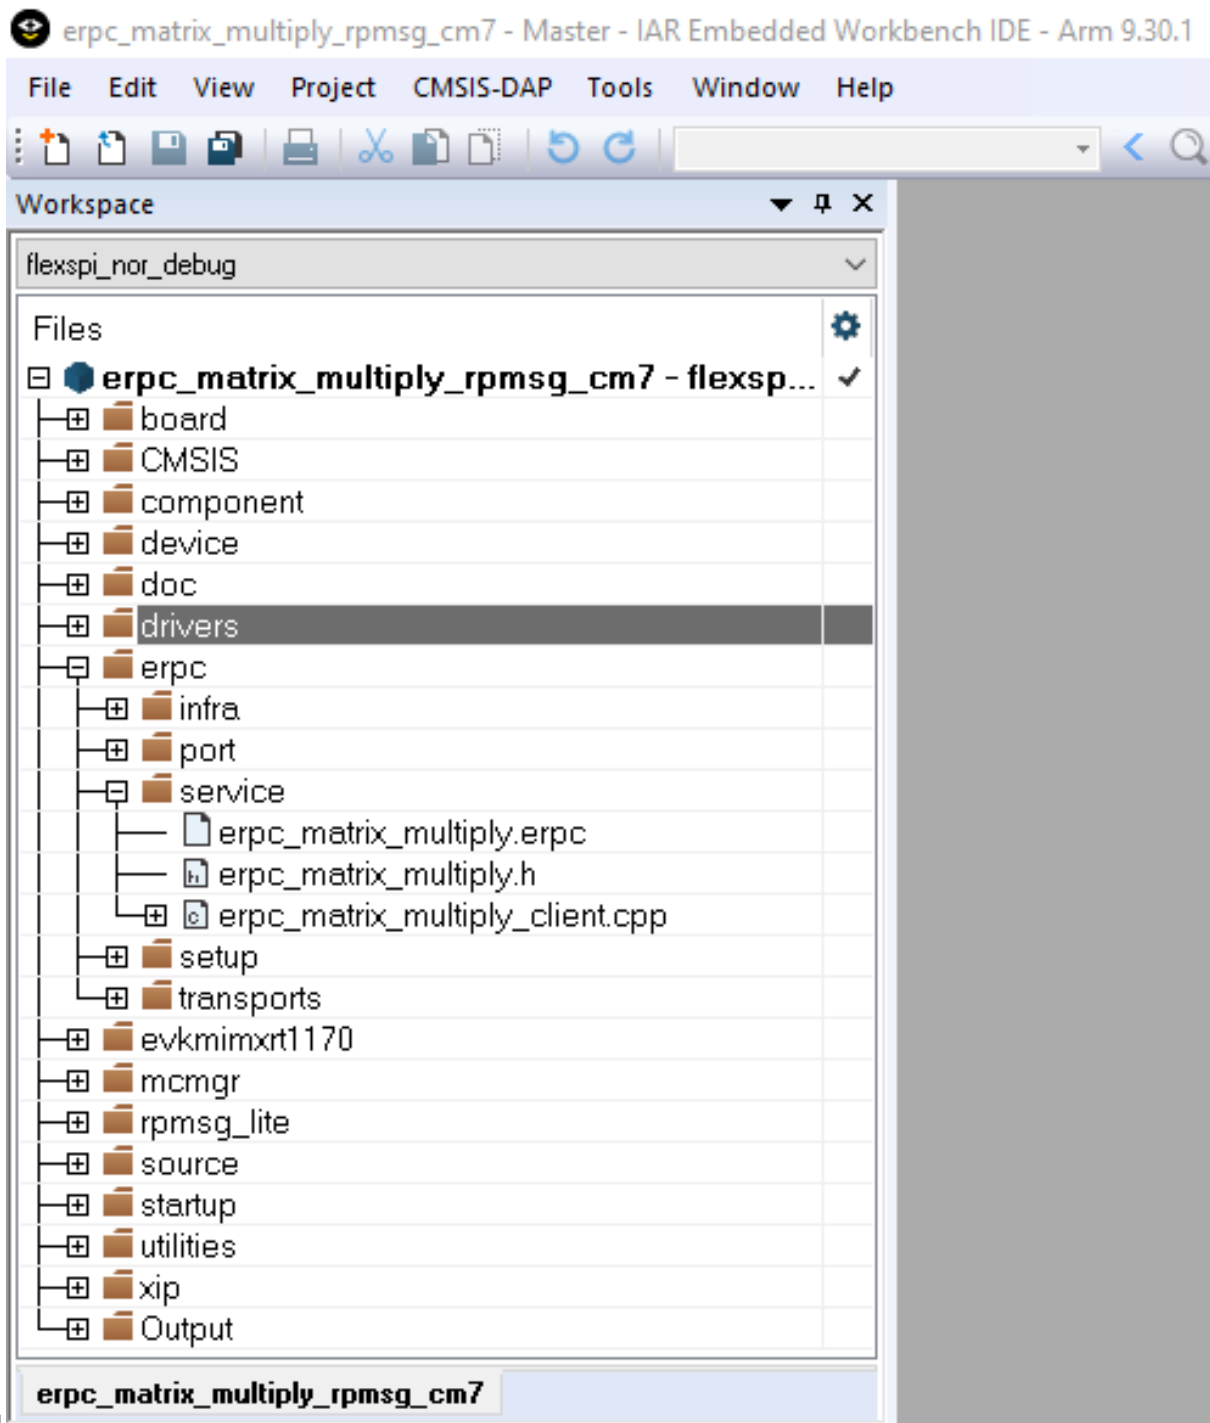 erpc_matrix_multiply_rpmsg_cm7 - Master - IAR Embedded Workbench IDE - Arm 9.30.1
File Edit View Project CMSIS-DAP Tools Window Help
Workspace
flexspi_nor_debug
Files
erpc_matrix_multiply_rpmsg_cm7 - flexsp...
board
CMSIS
component
device
doc
drivers
erpc
infra
port
service
erpc_matrix_multiply.erpc
erpc_matrix_multiply.h
erpc_matrix_multiply_client.cpp
setup
transports
evkmimxrt1170
mcmgr
rpmsg_lite
source
startup
utilities
xip
Output
erpc_matrix_multiply_rpmsg_cm7